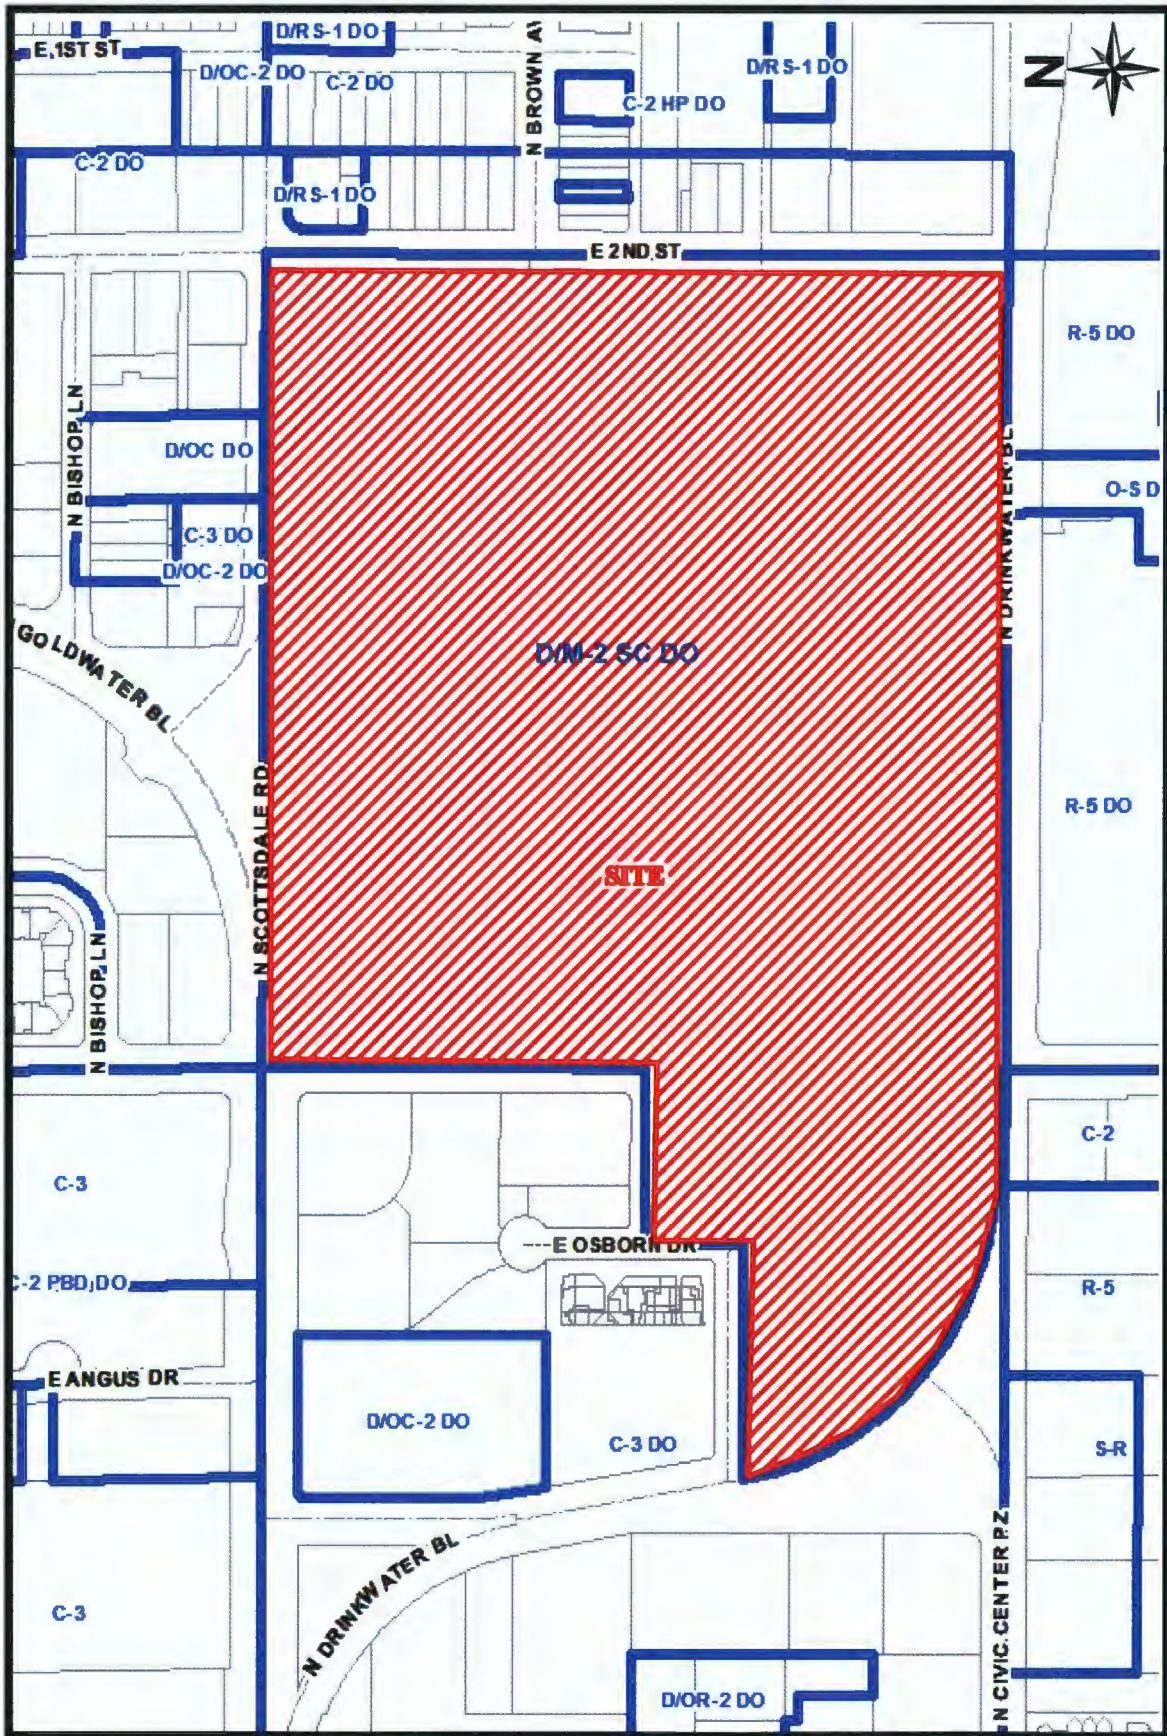 D/RS-1 DO
E 1ST ST
D/OC-2 DO
C-2 DO
N BROWN AV
D/RS-1 DO
N
C-2 HP DO
C-2 DO
D/RS-1 DO
E 2ND ST
R-5 DO
N BISHOP LN
D/OC DO
N DRINKWATER BL
O-S D
C-3 DO
D/OC-2 DO
GOLDWATER BL
D/M-2 SC DO
N SCOTTSDALE RD
R-5 DO
SITE
N BISHOP LN
C-2
C-3
E OSBORN DR
C-2 PBD DO
R-5
E ANGUS DR
D/OC-2 DO
C-3 DO
S-R
N DRINKWATER BL
N CIVIC CENTER PZ
C-3
D/OR-2 DO